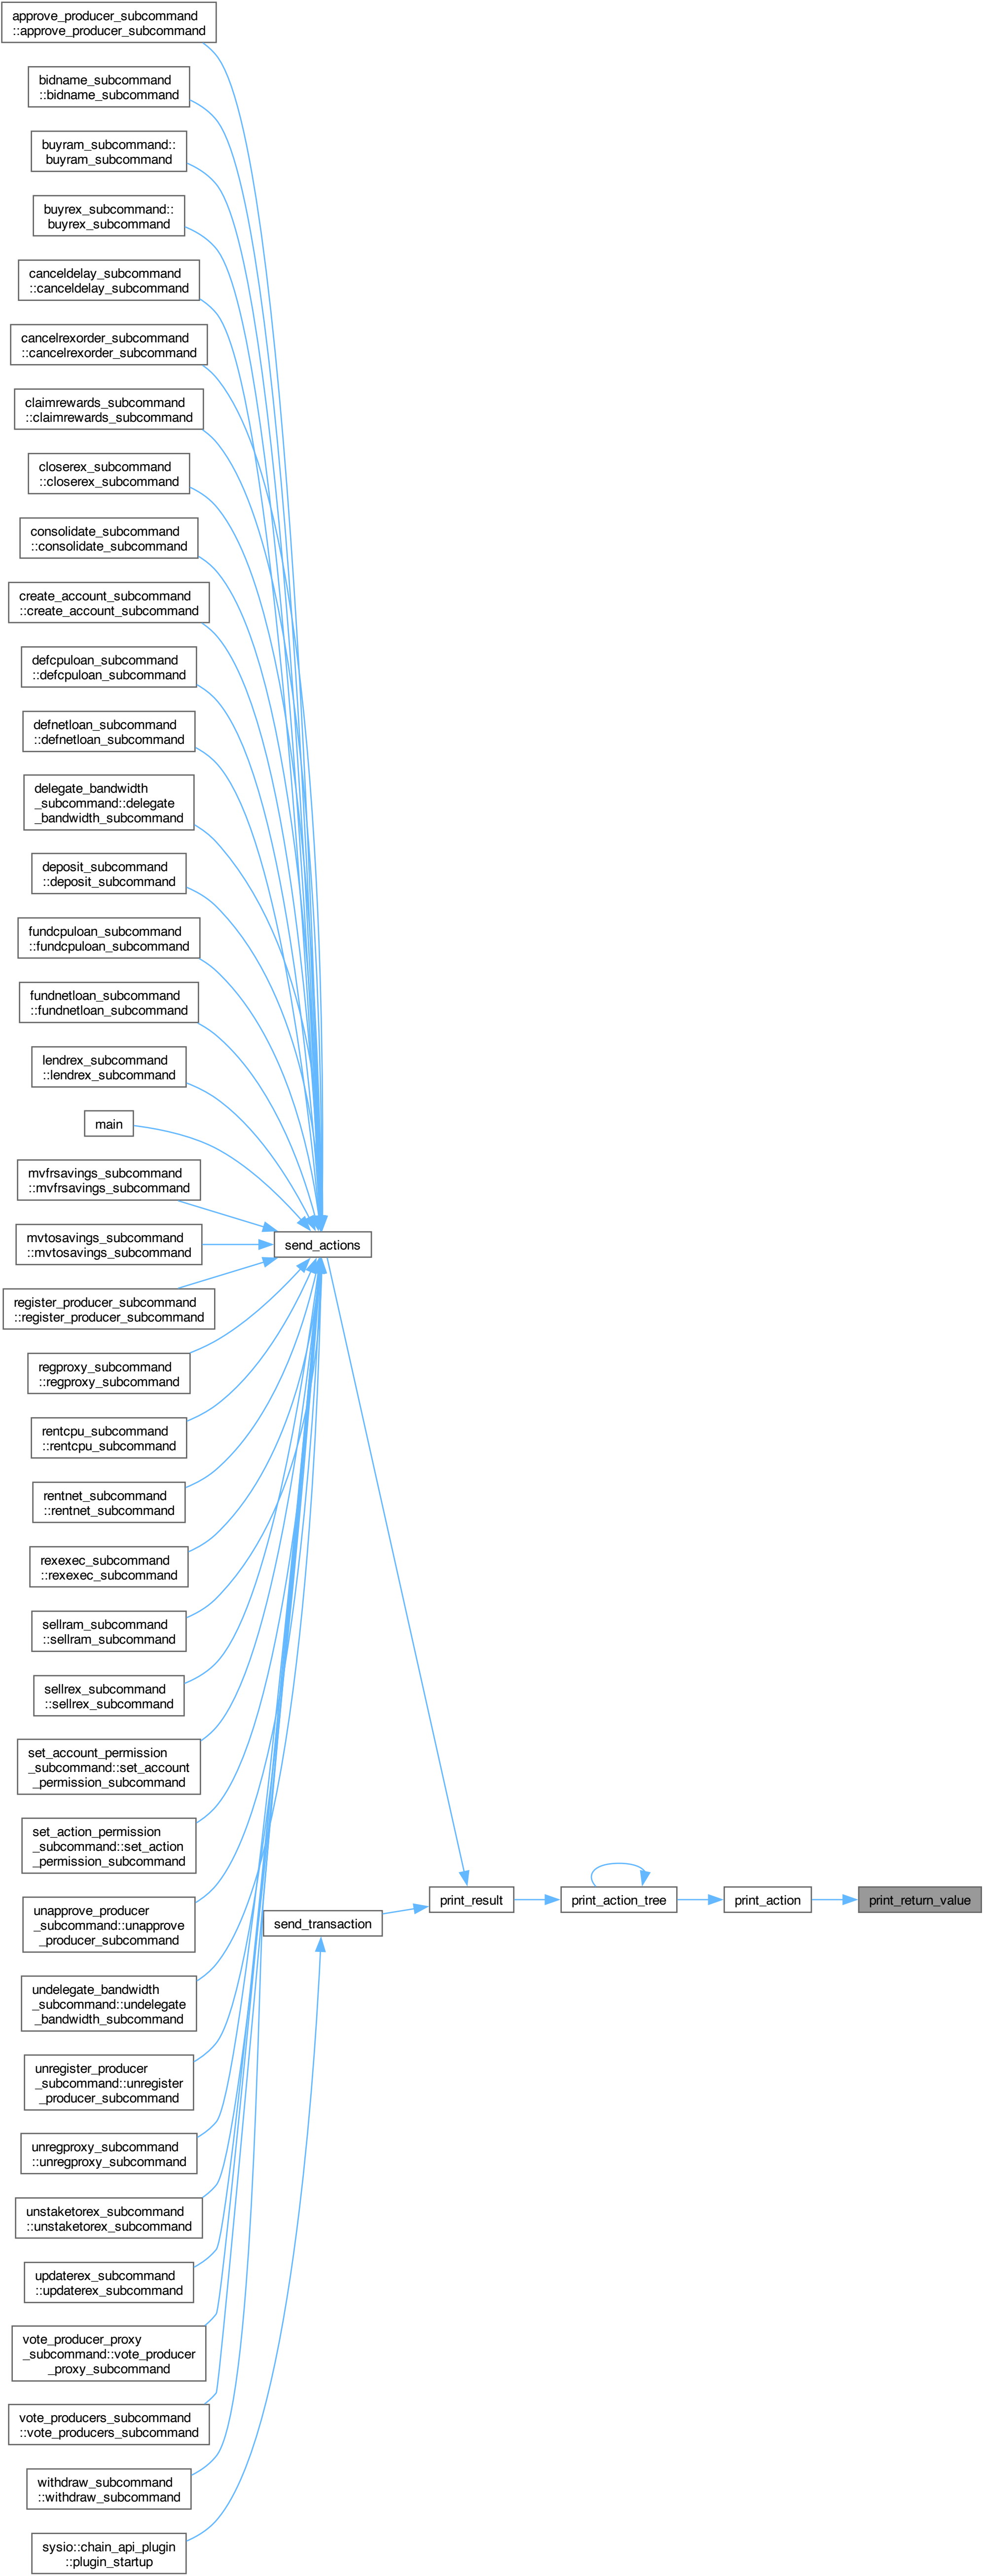 approve_producer_subcommand
::approve_producer_subcommand
bidname_subcommand
::bidname_subcommand
buyram_subcommand::
buyram_subcommand
buyrex_subcommand::
buyrex_subcommand
canceldelay_subcommand
::canceldelay_subcommand
cancelrexorder_subcommand
::cancelrexorder_subcommand
claimrewards_subcommand
::claimrewards_subcommand
closerex_subcommand
::closerex_subcommand
consolidate_subcommand
::consolidate_subcommand
create_account_subcommand
::create_account_subcommand
defcpuloan_subcommand
::defcpuloan_subcommand
defnetloan_subcommand
::defnetloan_subcommand
delegate_bandwidth
_subcommand::delegate
_bandwidth_subcommand
deposit_subcommand
::deposit_subcommand
fundcpuloan_subcommand
::fundcpuloan_subcommand
fundnetloan_subcommand
::fundnetloan_subcommand
lendrex_subcommand
::lendrex_subcommand
main
mvfrsavings_subcommand
::mvfrsavings_subcommand
mvtosavings_subcommand
::mvtosavings_subcommand
send_actions
register_producer_subcommand
::register_producer_subcommand
regproxy_subcommand
::regproxy_subcommand
rentcpu_subcommand
::rentcpu_subcommand
rentnet_subcommand
::rentnet_subcommand
rexexec_subcommand
::rexexec_subcommand
sellram_subcommand
::sellram_subcommand
sellrex_subcommand
::sellrex_subcommand
set_account_permission
_subcommand::set_account
_permission_subcommand
set_action_permission
_subcommand::set_action
_permission_subcommand
unapprove_producer
_subcommand::unapprove
_producer_subcommand
send_transaction
print_result
print_action_tree
print_action
print_return_value
undelegate_bandwidth
_subcommand::undelegate
_bandwidth_subcommand
unregister_producer
_subcommand::unregister
_producer_subcommand
unregproxy_subcommand
::unregproxy_subcommand
unstaketorex_subcommand
::unstaketorex_subcommand
updaterex_subcommand
::updaterex_subcommand
vote_producer_proxy
_subcommand::vote_producer
_proxy_subcommand
vote_producers_subcommand
::vote_producers_subcommand
withdraw_subcommand
::withdraw_subcommand
sysio::chain_api_plugin
::plugin_startup